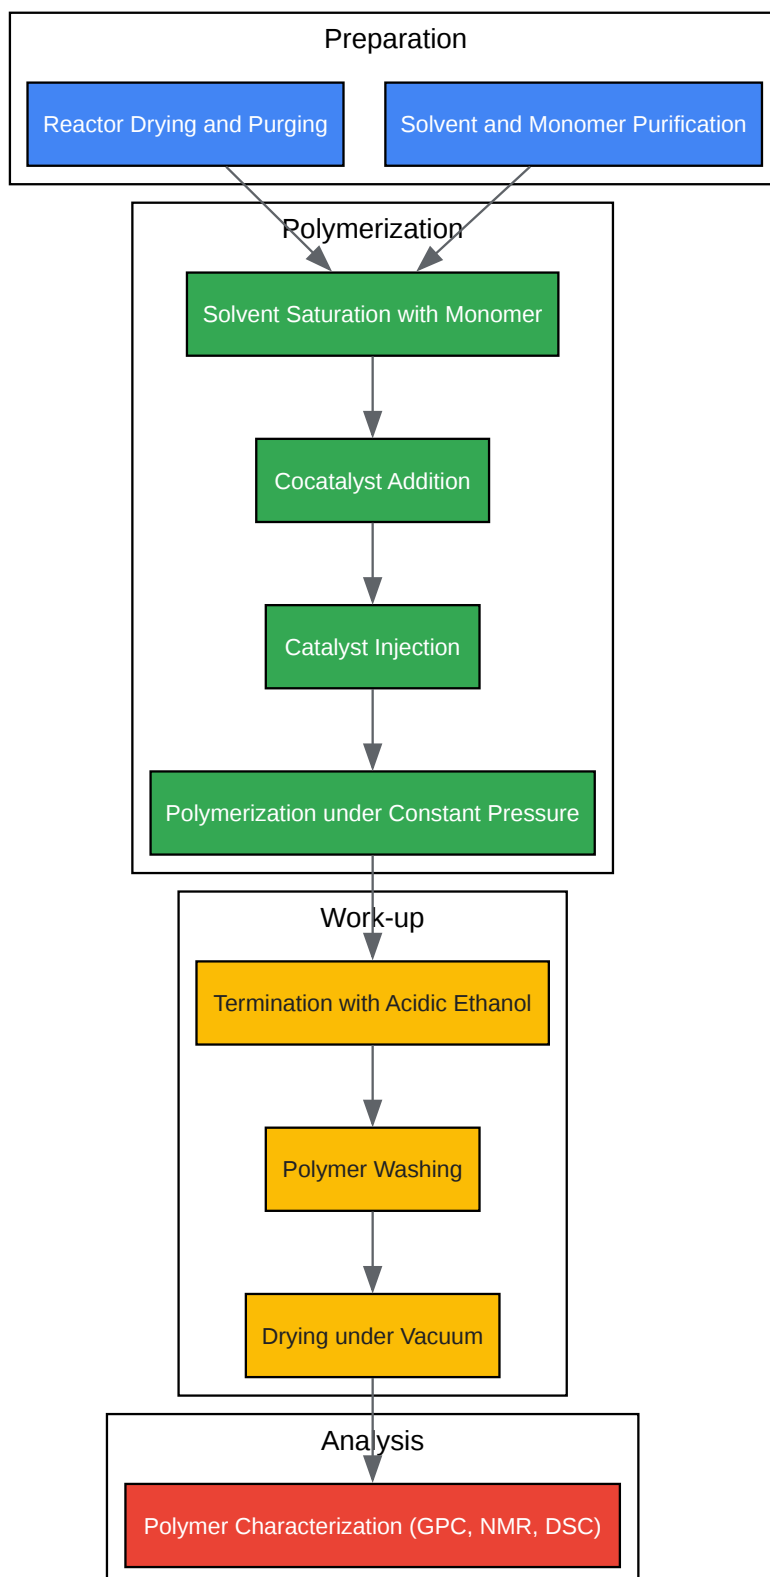 Preparation
Reactor Drying and Purging
Solvent and Monomer Purification
Polymerization
Solvent Saturation with Monomer
Cocatalyst Addition
Catalyst Injection
Polymerization under Constant Pressure
Work-up
Termination with Acidic Ethanol
Polymer Washing
Drying under Vacuum
Analysis
Polymer Characterization (GPC, NMR, DSC)